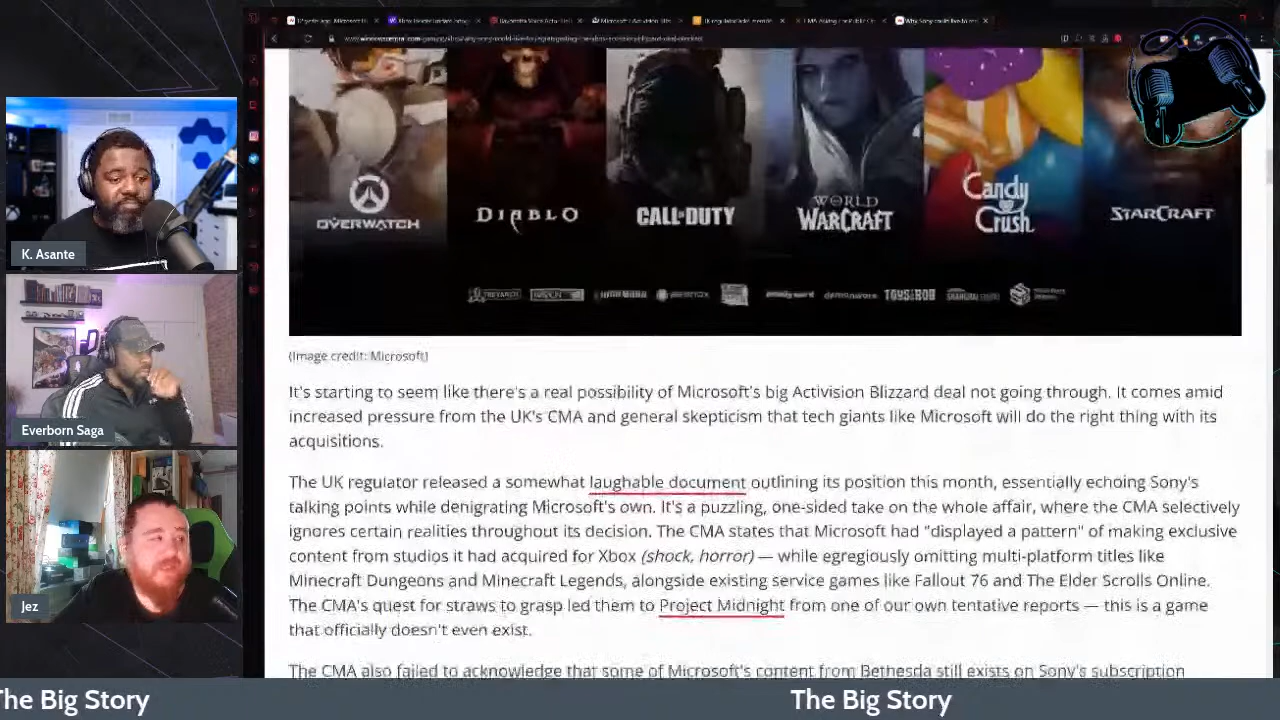 12 years ago, Microsoft
CMA Asking for Public
K. Asante
Everborn Saga
Jez
OVERWATCH
DIABLO
CALL OF DUTY
WORLD OF WARCRAFT
Candy Crush
STARCRAFT
TOYS FOR BOB
(Image credit: Microsoft)
It's starting to seem like there's a real possibility of Microsoft's big Activision Blizzard deal not going through. It comes amid
increased pressure from the UK's CMA and general skepticism that tech giants like Microsoft will do the right thing with its
acquisitions.
The UK regulator released a somewhat laughable document outlining its position this month, essentially echoing Sony's
talking points while denigrating Microsoft's own. It's a puzzling, one-sided take on the whole affair, where the CMA selectively
ignores certain realities throughout its decision. The CMA states that Microsoft had "displayed a pattern" of making exclusive
content from studios it had acquired for Xbox (shock, horror) — while egregiously omitting multi-platform titles like
Minecraft Dungeons and Minecraft Legends, alongside existing service games like Fallout 76 and The Elder Scrolls Online.
The CMA's quest for straws to grasp led them to Project Midnight from one of our own tentative reports — this is a game
that officially doesn't even exist.
The CMA also failed to acknowledge that some of Microsoft's content from Bethesda still exists on Sony's subscription
The Big Story
The Big Story